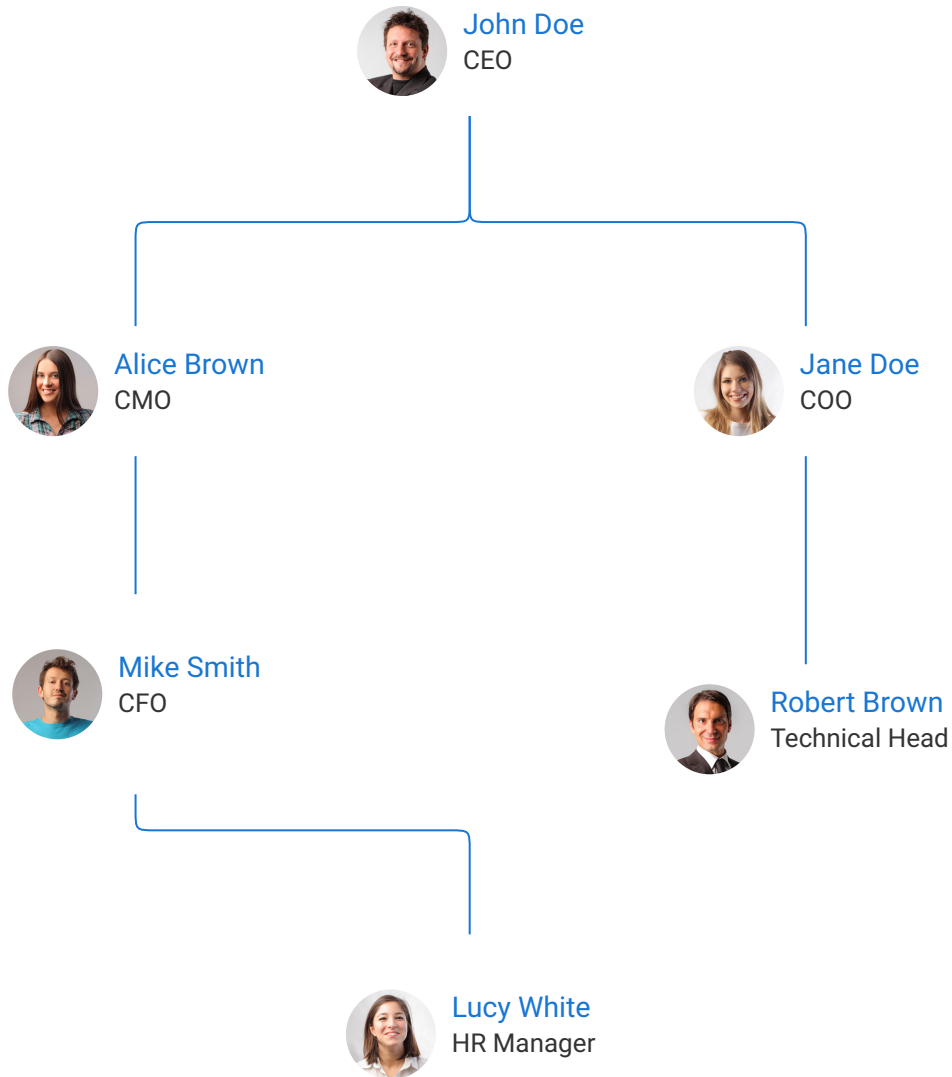 John Doe
CEO
Alice Brown
CMO
Jane Doe
COO
Mike Smith
CFO
Robert Brown
Technical Head
Lucy White
HR Manager